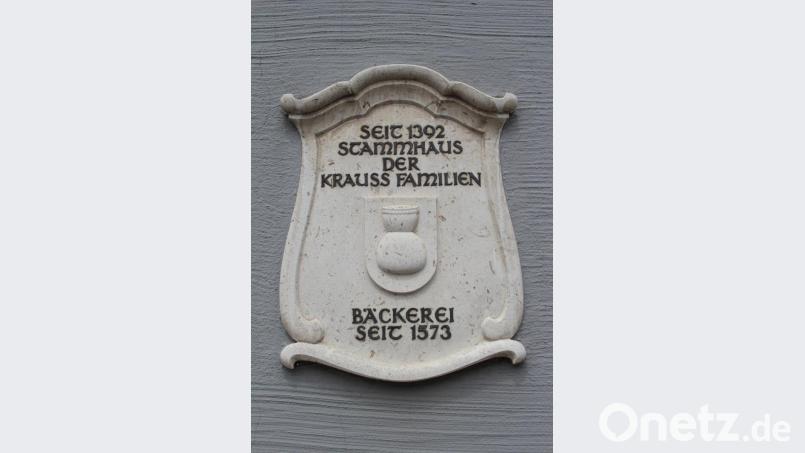 SEIT 1392
STAMMHAUS
DER
KRAUSS FAMILIEN
BÄCKEREI
SEIT 1573
Onetz.de